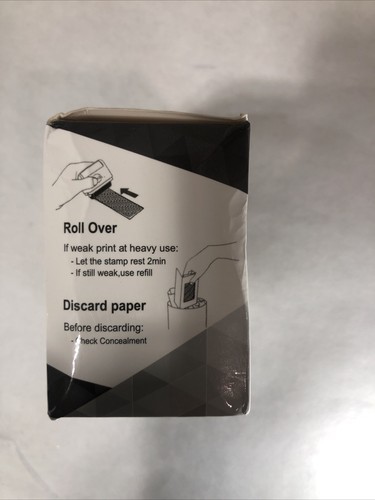 Roll Over
If weak print at heavy use:
- Let the stamp rest 2min
- If still weak,use refill
Discard paper
Before discarding:
- Check Concealment